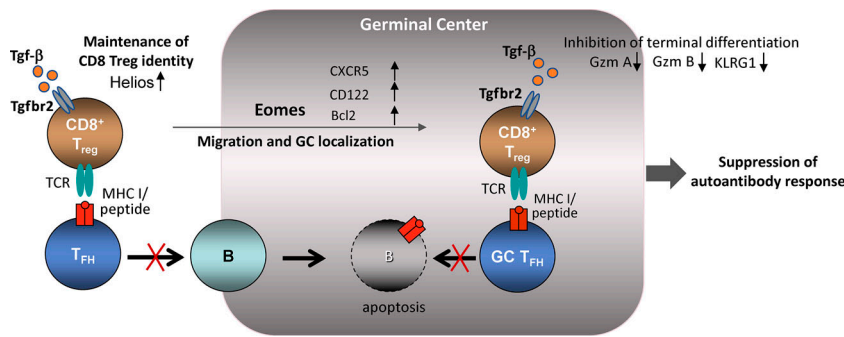 Germinal Center
Tgf-β
Maintenance of
CD8 Treg identity
Helios
Tgfbr2
CD8+
Treg
TCR
MHC I/
peptide
TFH
B
CXCR5
CD122
Bcl2
Eomes
Migration and GC localization
B
apoptosis
Tgf-β
Tgfbr2
CD8+
Treg
TCR
MHC I/
peptide
GC TFH
Inhibition of terminal differentiation
Gzm A Gzm B KLRG1
Suppression of
autoantibody response